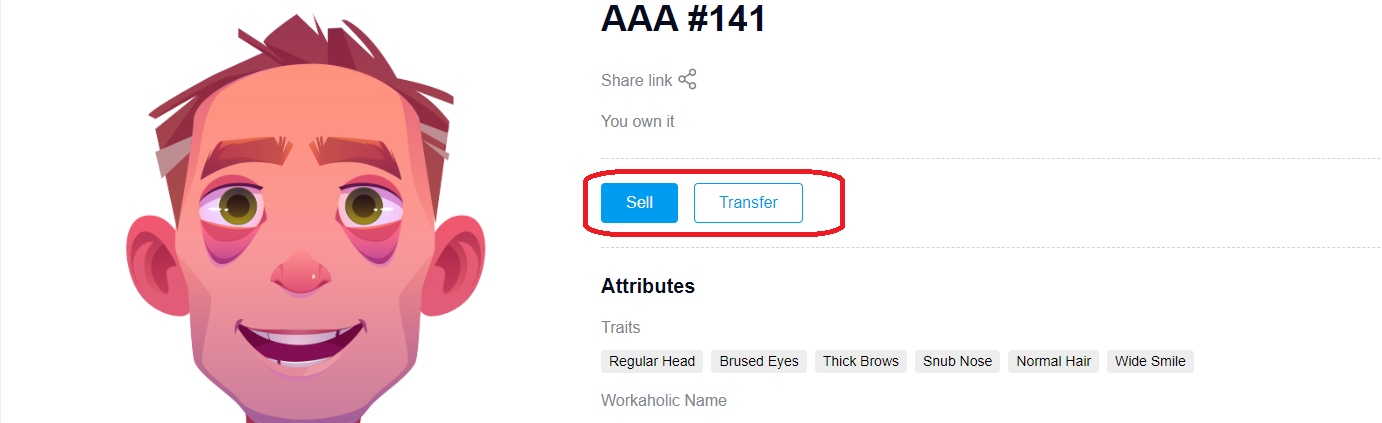 AAA #141
Share link
You own it
Sell Transfer
Attributes
Traits
Regular Head Brused Eyes Thick Brows Snub Nose Normal Hair Wide Smile
Workaholic Name